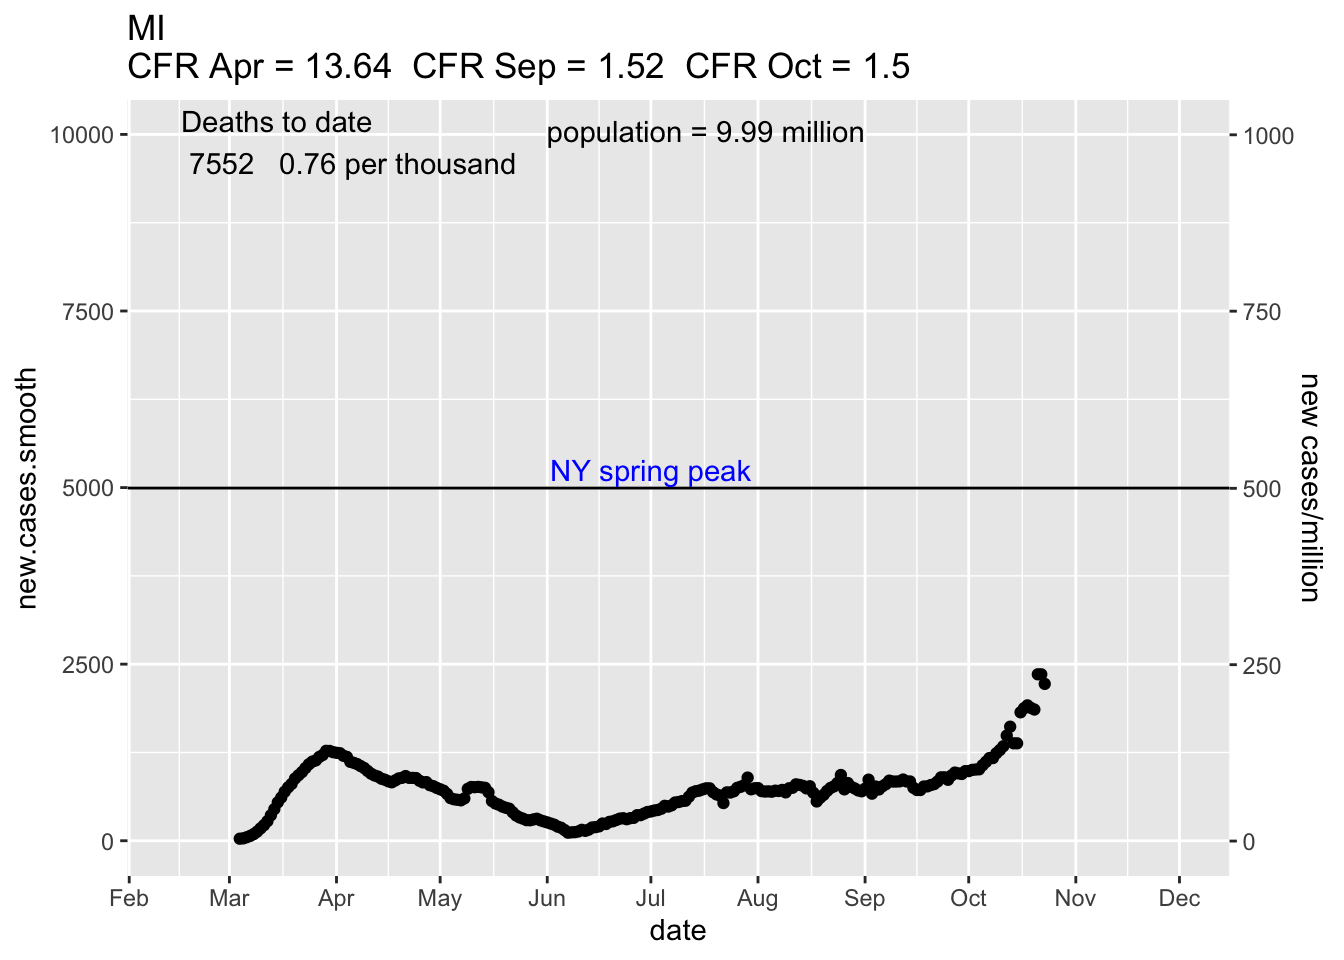 MI
CFR Apr = 13.64  CFR Sep = 1.52  CFR Oct = 1.5
Deaths to date
7552   0.76 per thousand
population = 9.99 million
NY spring peak
new.cases.smooth
10000
7500
5000
2500
0
1000
750
500
250
0
new cases/million
Feb Mar Apr May Jun Jul Aug Sep Oct Nov Dec
date